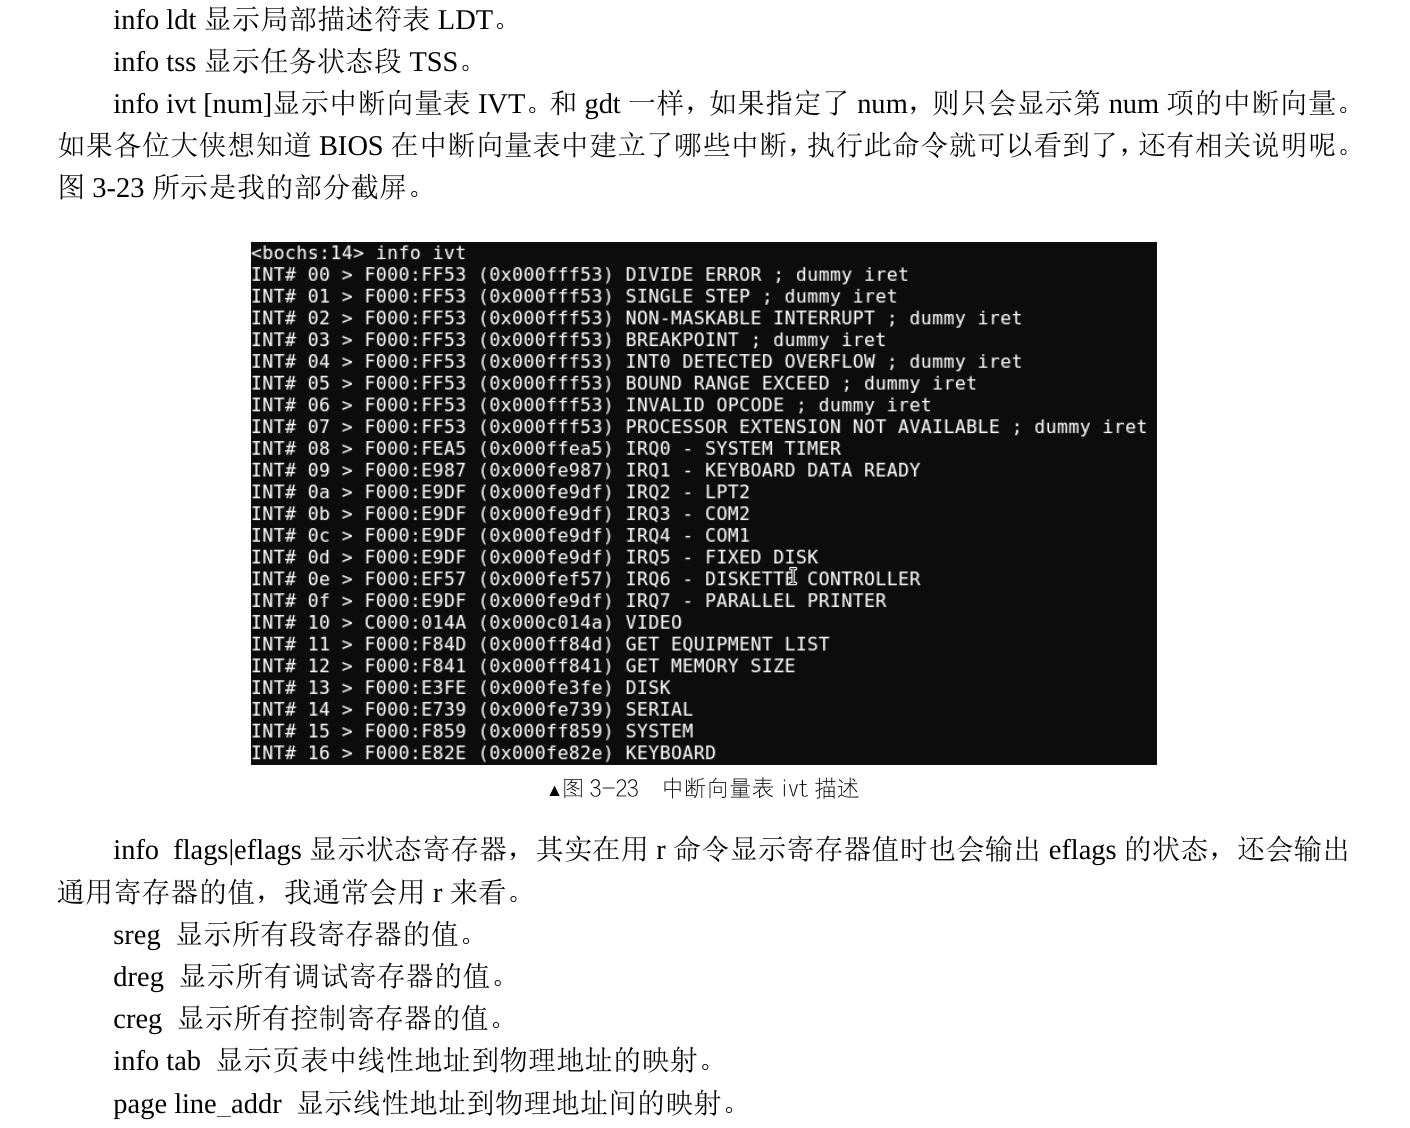 info ldt 显示局部描述符表 LDT。
info tss 显示任务状态段 TSS。
info ivt [num]显示中断向量表 IVT。和 gdt 一样，如果指定了 num，则只会显示第 num 项的中断向量。
如果各位大侠想知道 BIOS 在中断向量表中建立了哪些中断，执行此命令就可以看到了，还有相关说明呢。
图 3-23 所示是我的部分截屏。
<bochs:14> info ivt
INT# 00 > F000:FF53 (0x000fff53) DIVIDE ERROR ; dummy iret
INT# 01 > F000:FF53 (0x000fff53) SINGLE STEP ; dummy iret
INT# 02 > F000:FF53 (0x000fff53) NON-MASKABLE INTERRUPT ; dummy iret
INT# 03 > F000:FF53 (0x000fff53) BREAKPOINT ; dummy iret
INT# 04 > F000:FF53 (0x000fff53) INT0 DETECTED OVERFLOW ; dummy iret
INT# 05 > F000:FF53 (0x000fff53) BOUND RANGE EXCEED ; dummy iret
INT# 06 > F000:FF53 (0x000fff53) INVALID OPCODE ; dummy iret
INT# 07 > F000:FF53 (0x000fff53) PROCESSOR EXTENSION NOT AVAILABLE ; dummy iret
INT# 08 > F000:FEA5 (0x000ffea5) IRQ0 - SYSTEM TIMER
INT# 09 > F000:E987 (0x000fe987) IRQ1 - KEYBOARD DATA READY
INT# 0a > F000:E9DF (0x000fe9df) IRQ2 - LPT2
INT# 0b > F000:E9DF (0x000fe9df) IRQ3 - COM2
INT# 0c > F000:E9DF (0x000fe9df) IRQ4 - COM1
INT# 0d > F000:E9DF (0x000fe9df) IRQ5 - FIXED DISK
INT# 0e > F000:EF57 (0x000fef57) IRQ6 - DISKETTE CONTROLLER
INT# 0f > F000:E9DF (0x000fe9df) IRQ7 - PARALLEL PRINTER
INT# 10 > C000:014A (0x000c014a) VIDEO
INT# 11 > F000:F84D (0x000ff84d) GET EQUIPMENT LIST
INT# 12 > F000:F841 (0x000ff841) GET MEMORY SIZE
INT# 13 > F000:E3FE (0x000fe3fe) DISK
INT# 14 > F000:E739 (0x000fe739) SERIAL
INT# 15 > F000:F859 (0x000ff859) SYSTEM
INT# 16 > F000:E82E (0x000fe82e) KEYBOARD
▲图 3-23 中断向量表 ivt 描述
info flags|eflags 显示状态寄存器，其实在用 r 命令显示寄存器值时也会输出 eflags 的状态，还会输出
通用寄存器的值，我通常会用 r 来看。
sreg 显示所有段寄存器的值。
dreg 显示所有调试寄存器的值。
creg 显示所有控制寄存器的值。
info tab 显示页表中线性地址到物理地址的映射。
page line_addr 显示线性地址到物理地址间的映射。